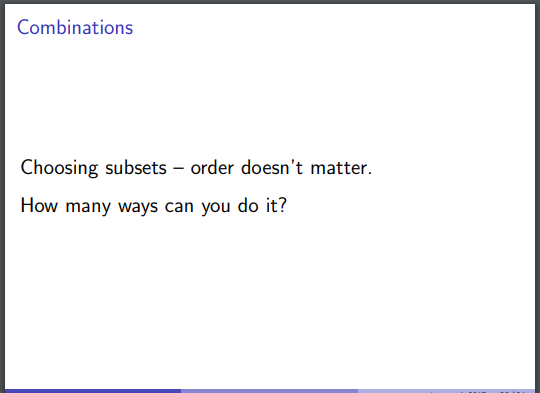 Combinations
Choosing subsets – order doesn't matter.
How many ways can you do it?